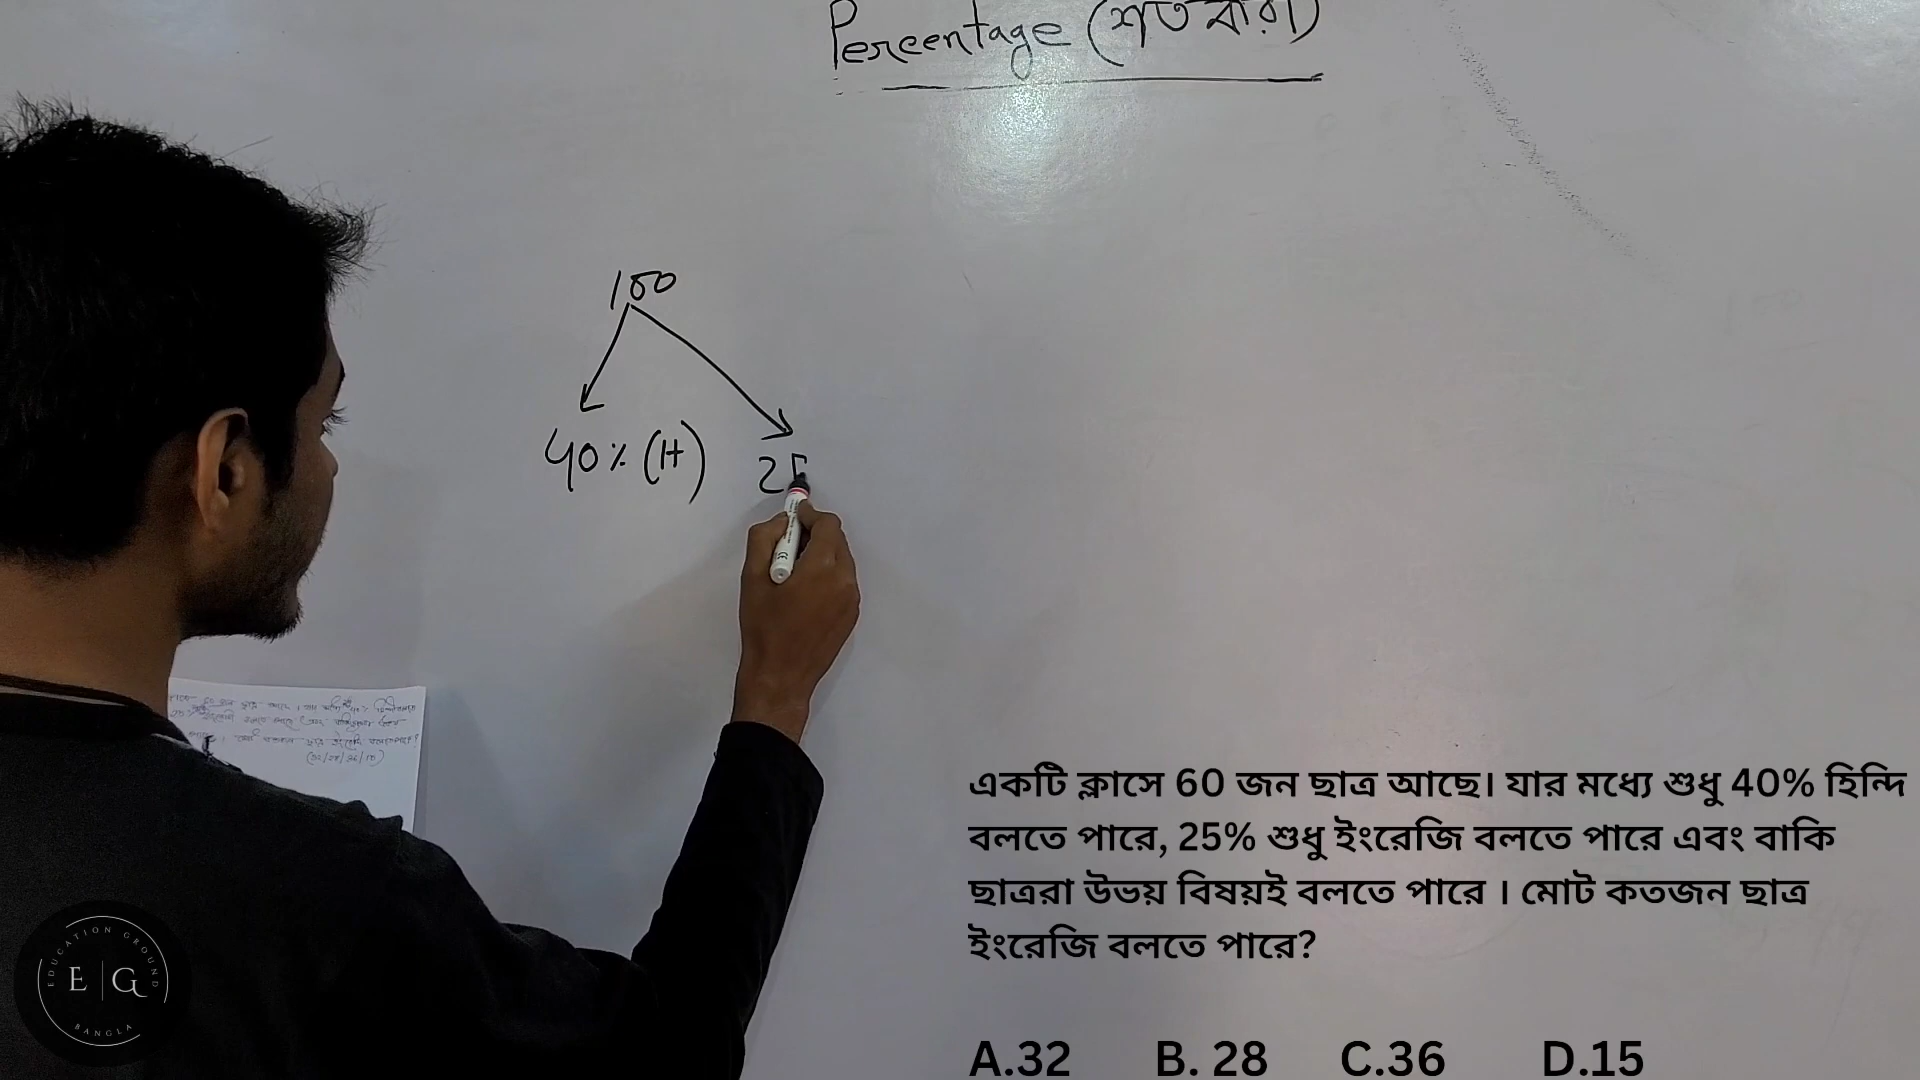 Percentage (শতকরা)
100
40% (H) 25
একটি ক্লাসে 60 জন ছাত্র আছে। যার মধ্যে শুধু 40% হিন্দি
বলতে পারে, 25% শুধু ইংরেজি বলতে পারে এবং বাকি
ছাত্ররা উভয় বিষয়ই বলতে পারে । মোট কতজন ছাত্র
ইংরেজি বলতে পারে?
A.32 B. 28 C.36 D.15
EDUCATION GROUND
E|G
BANGLA